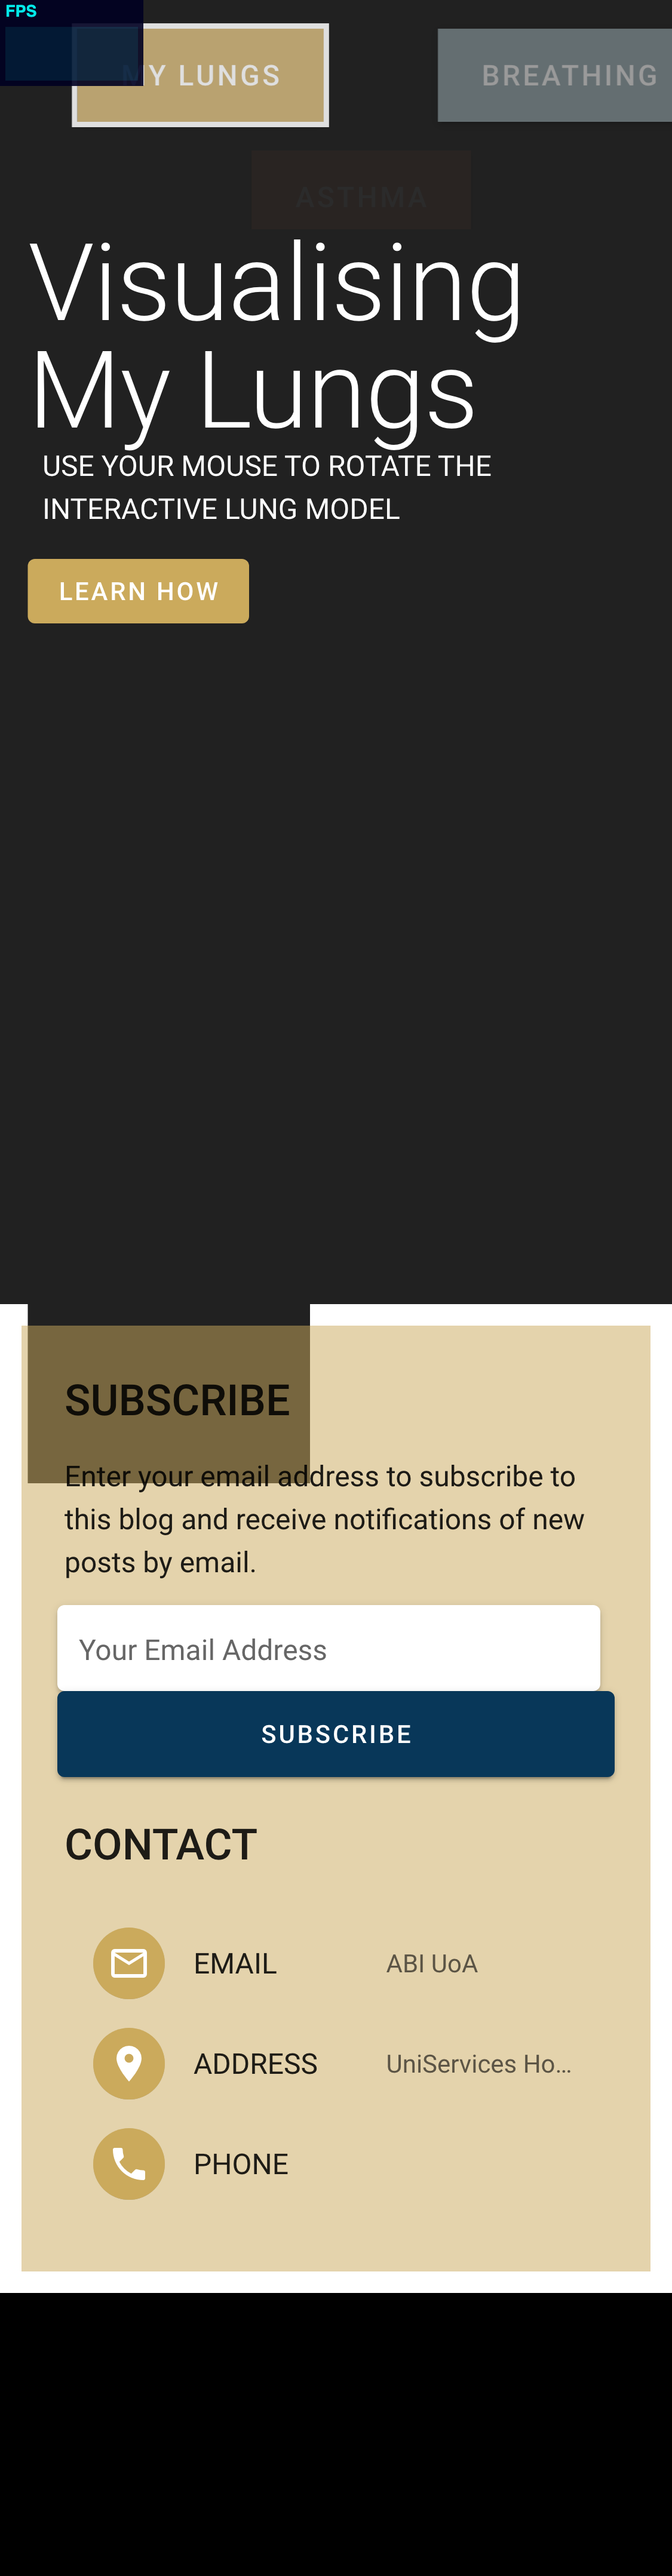 FPS
MY LUNGS
BREATHING
ASTHMA
Visualising
My Lungs
USE YOUR MOUSE TO ROTATE THE
INTERACTIVE LUNG MODEL
LEARN HOW
SUBSCRIBE
Enter your email address to subscribe to
this blog and receive notifications of new
posts by email.
Your Email Address
SUBSCRIBE
CONTACT
EMAIL ABI UoA
ADDRESS UniServices Ho...
PHONE